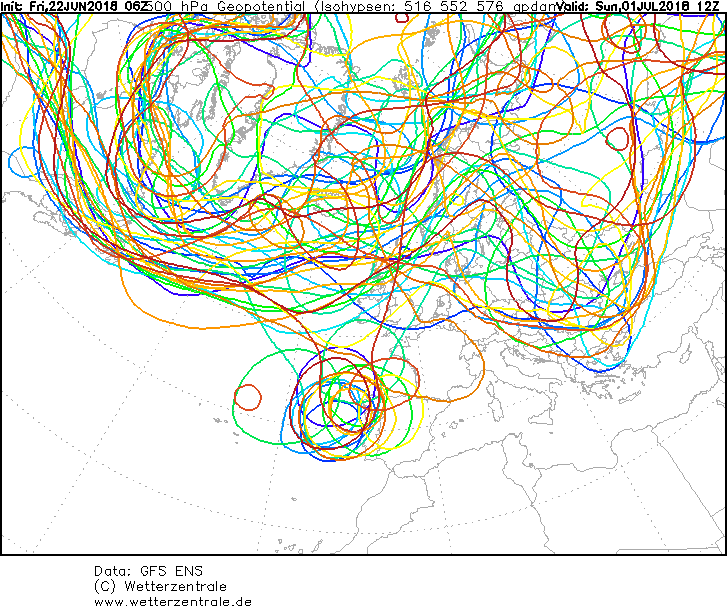 Init: Fri,22JUN2018 06Z 500 hPa Geopotential (Isohypsen: 516 552 576 gpdam) Valid: Sun,01JUL2018 12Z
Data: GFS ENS
(C) Wetterzentrale
www.wetterzentrale.de